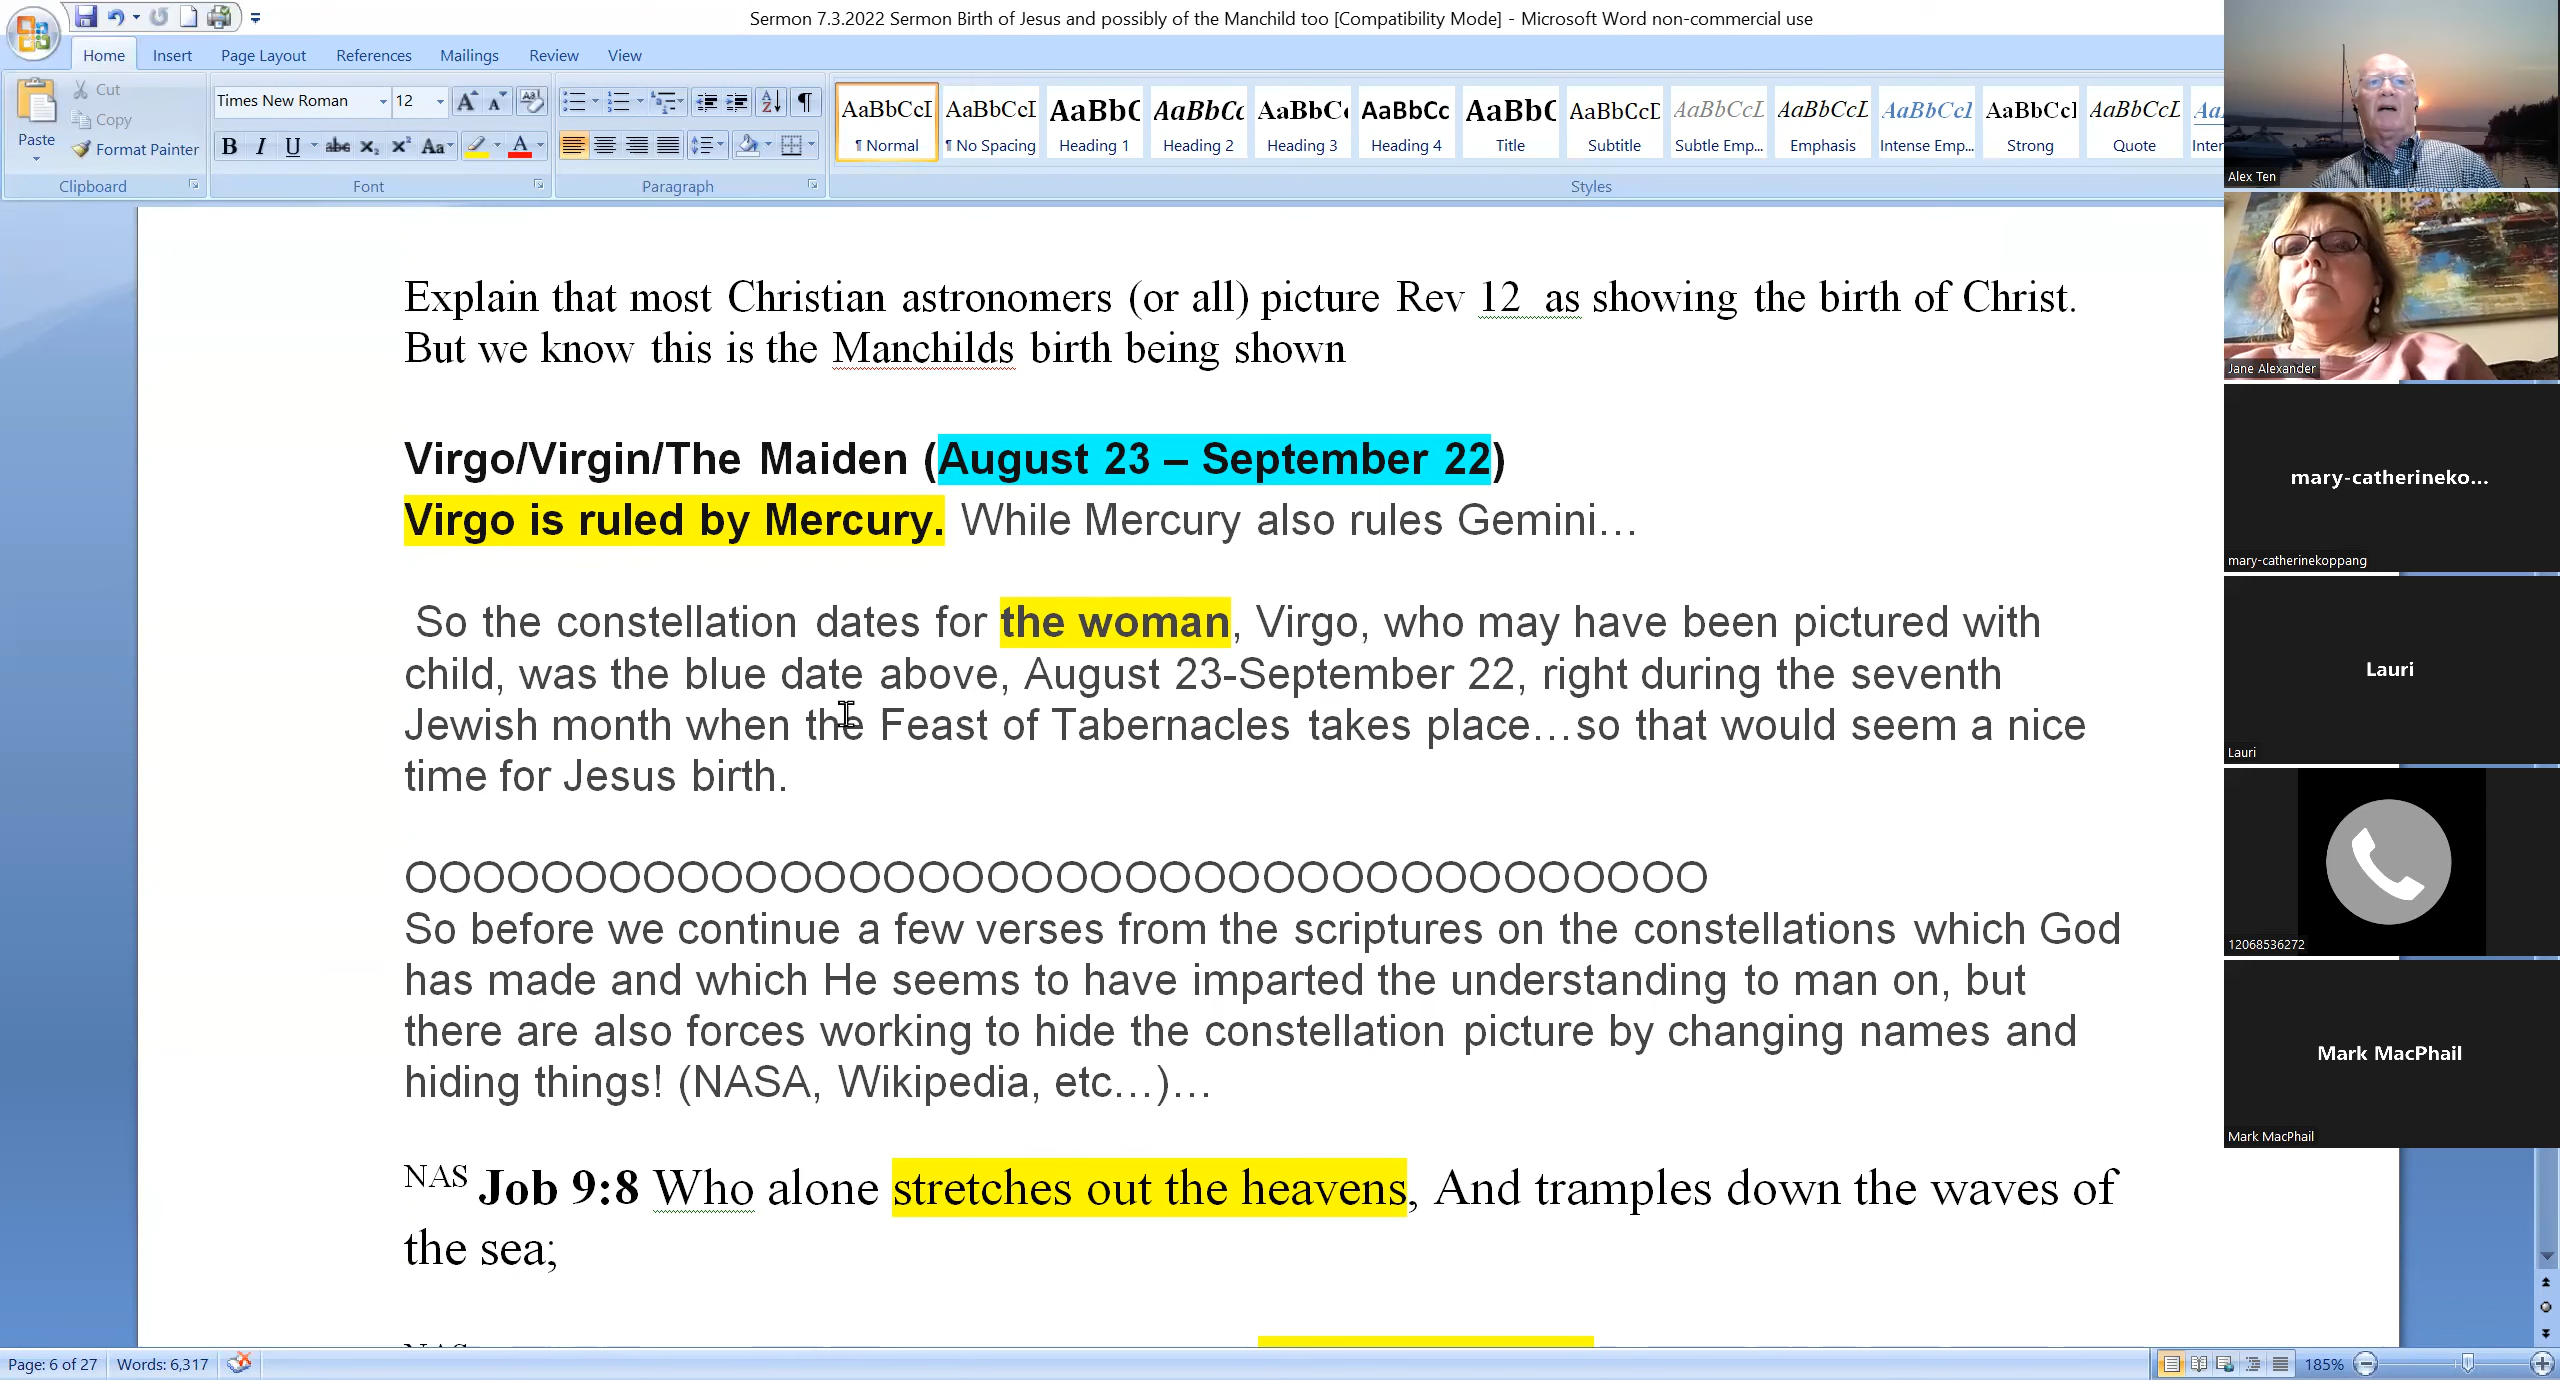 Sermon 7.3.2022 Sermon Birth of Jesus and possibly of the Manchild too [Compatibility Mode] - Microsoft Word non-commercial use
Home Insert Page Layout References Mailings Review View
Paste
Cut
Copy
Format Painter
Clipboard
Times New Roman 12
B I U abc X₂ X² Aa A
Font
Paragraph
AaBbCcI AaBbCcI AaBbC AaBbCc AaBbCc AaBbCc AaBbC AaBbCcD AaBbCcL AaBbCcL AaBbCcI AaBbCcI AaBbCcL
¶ Normal ¶ No Spacing Heading 1 Heading 2 Heading 3 Heading 4 Title Subtitle Subtle Emp... Emphasis Intense Emp... Strong Quote
Styles
Explain that most Christian astronomers (or all) picture Rev 12 as showing the birth of Christ.
But we know this is the Manchilds birth being shown
Virgo/Virgin/The Maiden (August 23 – September 22)
Virgo is ruled by Mercury. While Mercury also rules Gemini…
So the constellation dates for the woman, Virgo, who may have been pictured with
child, was the blue date above, August 23-September 22, right during the seventh
Jewish month when the Feast of Tabernacles takes place…so that would seem a nice
time for Jesus birth.
OOOOOOOOOOOOOOOOOOOOOOOOOOOOOOOOOOOOOO
So before we continue a few verses from the scriptures on the constellations which God
has made and which He seems to have imparted the understanding to man on, but
there are also forces working to hide the constellation picture by changing names and
hiding things! (NASA, Wikipedia, etc…)…
NAS Job 9:8 Who alone stretches out the heavens, And tramples down the waves of
the sea;
Page: 6 of 27 Words: 6,317
185%
Alex Ten
Jane Alexander
mary-catherineko...
mary-catherinekoppang
Lauri
Lauri
12068536272
Mark MacPhail
Mark MacPhail